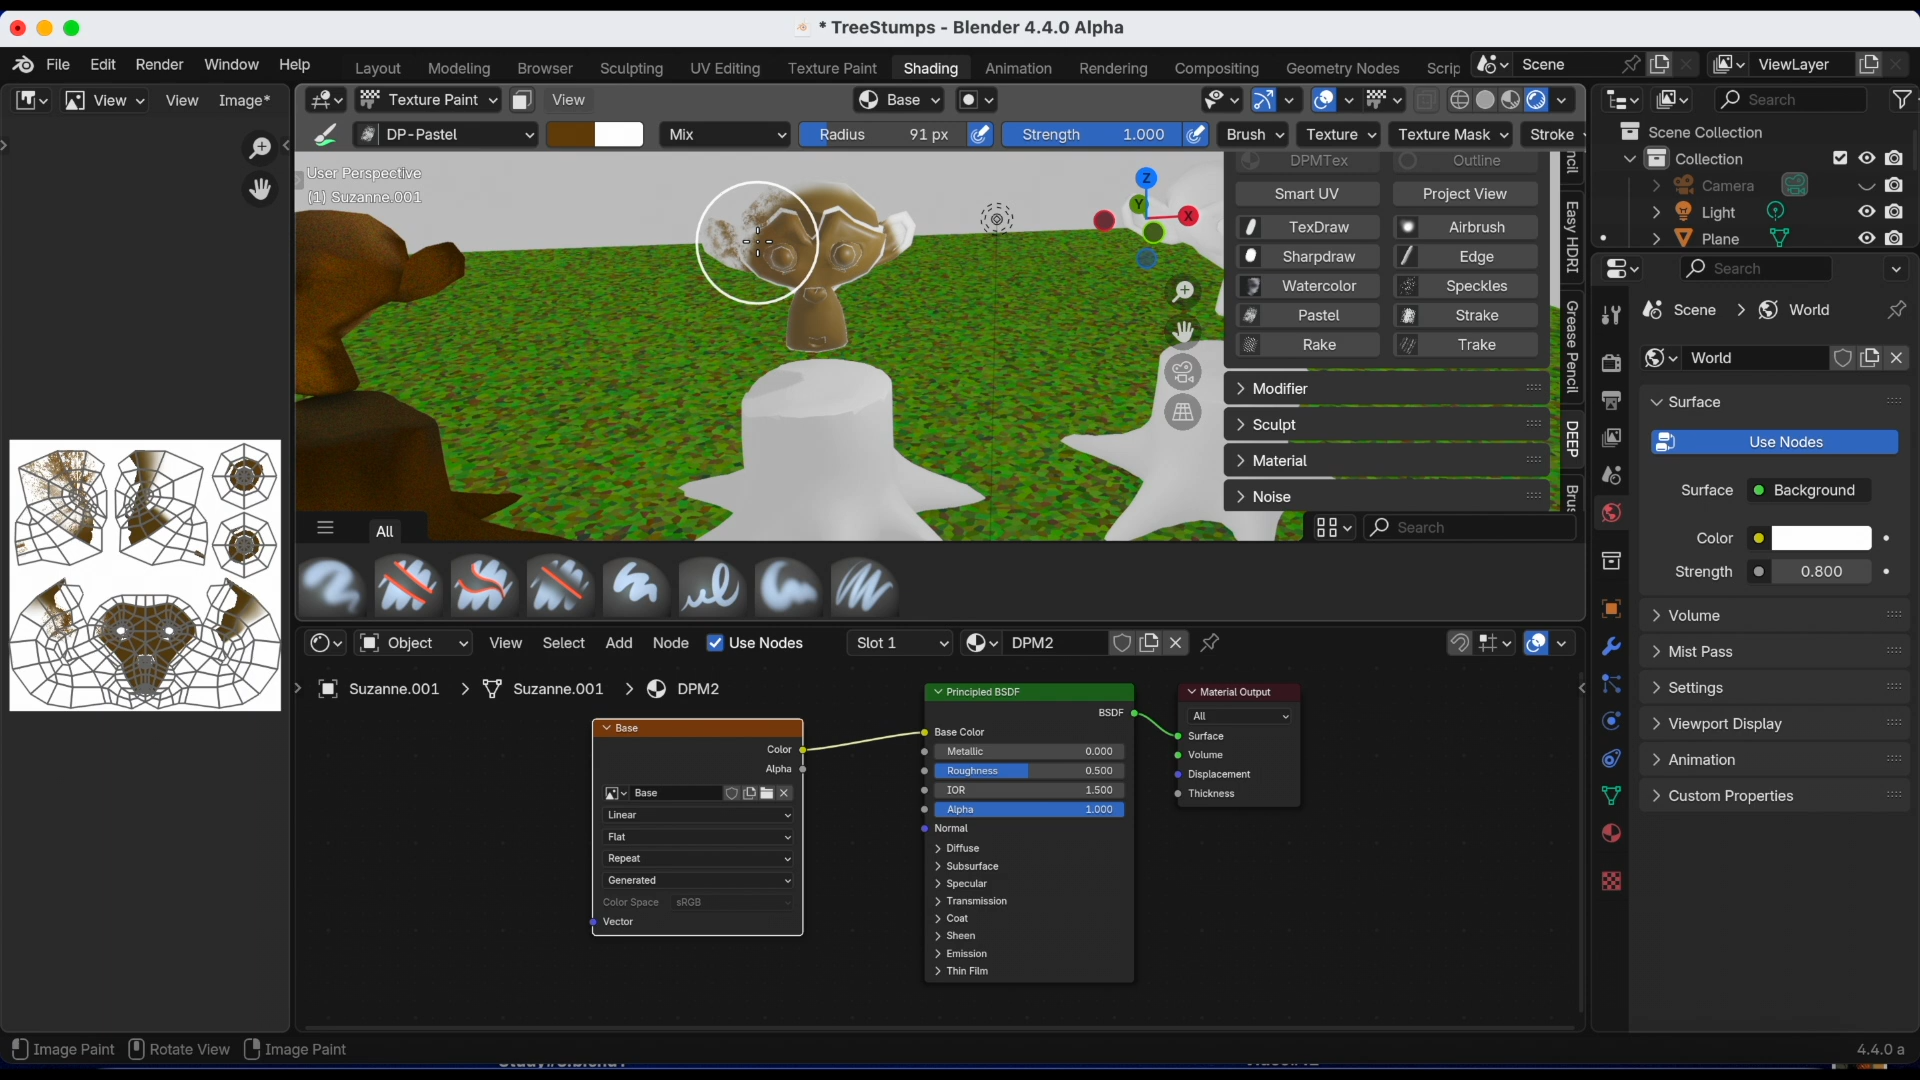 * TreeStumps - Blender 4.4.0 Alpha
File Edit Render Window Help
Layout Modeling Browser Sculpting UV Editing Texture Paint Shading Animation Rendering Compositing Geometry Nodes Scrip
Scene
ViewLayer
View View Image*
Texture Paint View
Base
Search
DP-Pastel
Mix
Radius 91 px
Strength 1.000
Brush Texture Texture Mask Stroke
Scene Collection
Collection
Camera
Light
Plane
User Perspective
(1) Suzanne.001
Z
Y
X
DPMTex Outline
Smart UV Project View
TexDraw Airbrush
Sharpdraw Edge
Watercolor Speckles
Pastel Strake
Rake Trake
Modifier
Sculpt
Material
Noise
ncil
Easy HDRI
Grease Pencil
DEEP
Brus
Search
Scene > World
World
Surface
Use Nodes
Surface Background
Color
Strength 0.800
Volume
Mist Pass
Settings
Viewport Display
Animation
Custom Properties
All
Search
Object View Select Add Node Use Nodes Slot 1 DPM2
Suzanne.001 > Suzanne.001 > DPM2
Base
Color
Alpha
Base
Linear
Flat
Repeat
Generated
Color Space sRGB
Vector
Principled BSDF
BSDF
Base Color
Metallic 0.000
Roughness 0.500
IOR 1.500
Alpha 1.000
Normal
Diffuse
Subsurface
Specular
Transmission
Coat
Sheen
Emission
Thin Film
Material Output
All
Surface
Volume
Displacement
Thickness
Image Paint Rotate View Image Paint
4.4.0 a